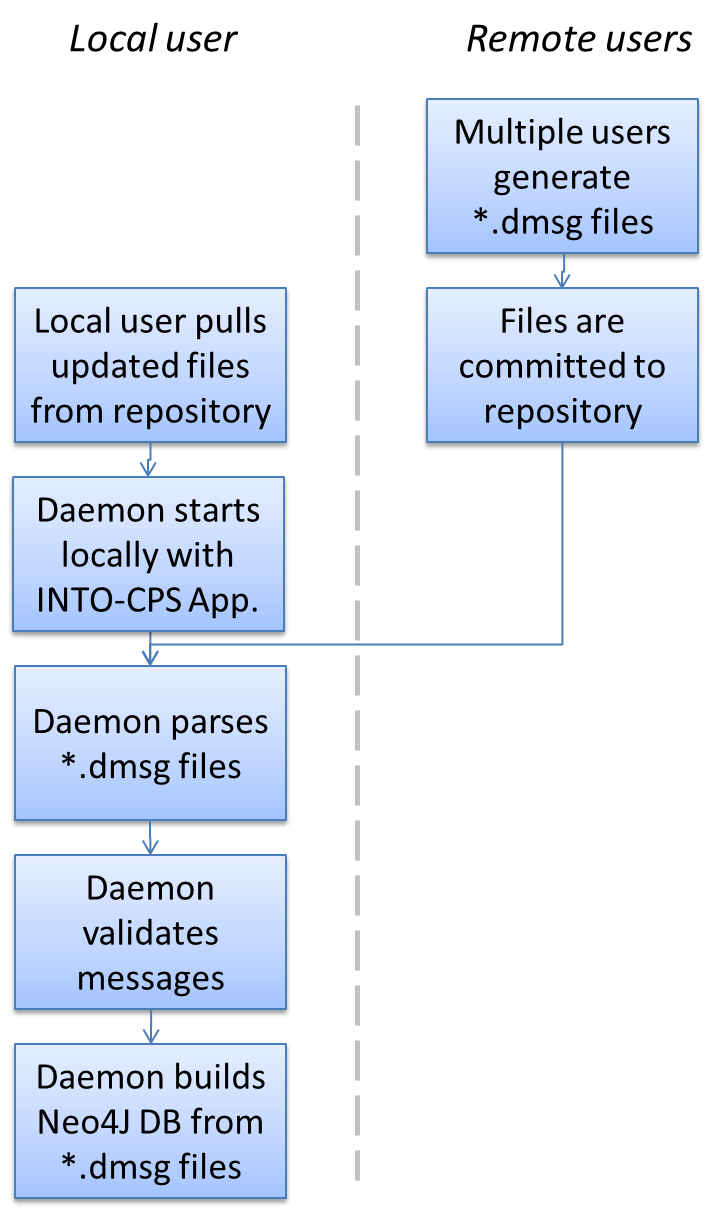 Local user
Remote users
Multiple users
generate
*.dmsg files
Local user pulls
updated files
from repository
Files are
committed to
repository
Daemon starts
locally with
INTO-CPS App.
Daemon parses
*.dmsg files
Daemon
validates
messages
Daemon builds
Neo4J DB from
*.dmsg files